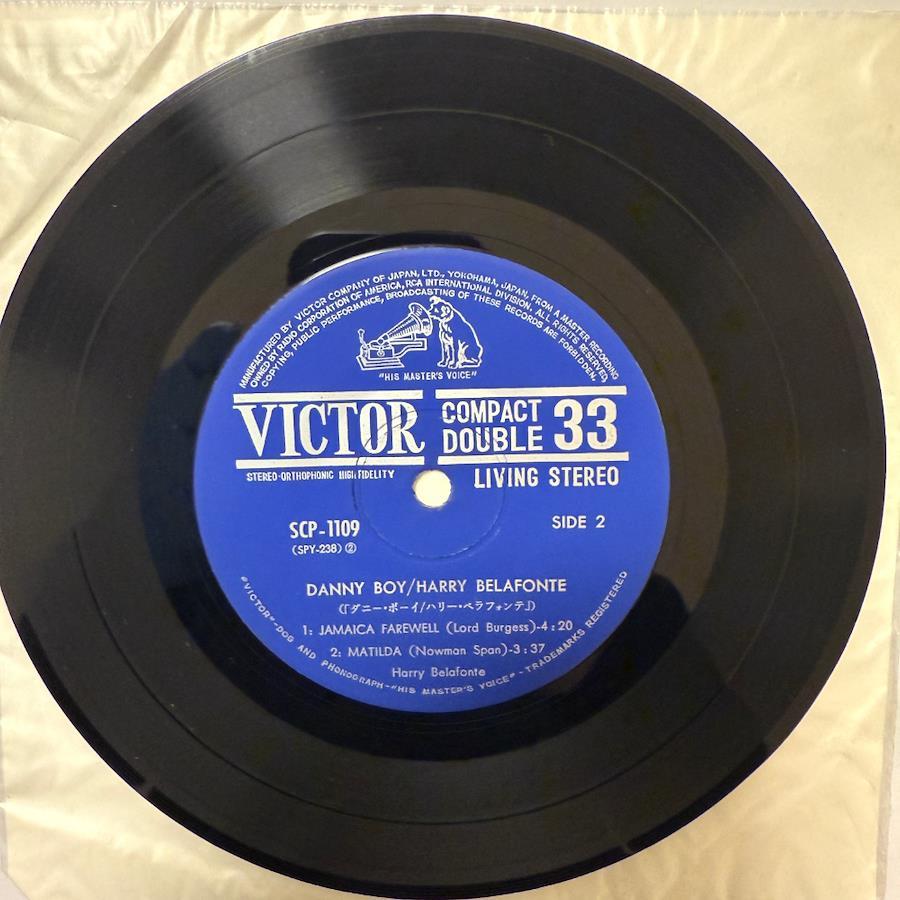 MANUFACTURED BY VICTOR COMPANY OF JAPAN, LTD., YOKOHAMA, JAPAN, FROM A MASTER RECORDING
OWNED BY RADIO CORPORATION OF AMERICA, RCA INTERNATIONAL DIVISION. ALL RIGHTS RESERVED.
COPYING, PUBLIC PERFORMANCE, BROADCASTING OF THESE RECORDS ARE FORBIDDEN.
"HIS MASTER'S VOICE"
VICTOR
COMPACT
DOUBLE 33
STEREO-ORTHOPHONIC HIGH FIDELITY
LIVING STEREO
SCP-1109
SIDE 2
(SPY-238) ②
DANNY BOY/HARRY BELAFONTE
(『ダニー・ボーイ/ハリー・ベラフォンテ』)
1: JAMAICA FAREWELL (Lord Burgess)-4:20
2: MATILDA (Nowman Span)-3:37
Harry Belafonte
"VICTOR"-DOG AND PHONOGRAPH-"HIS MASTER'S VOICE"-TRADEMARKS REGISTERED